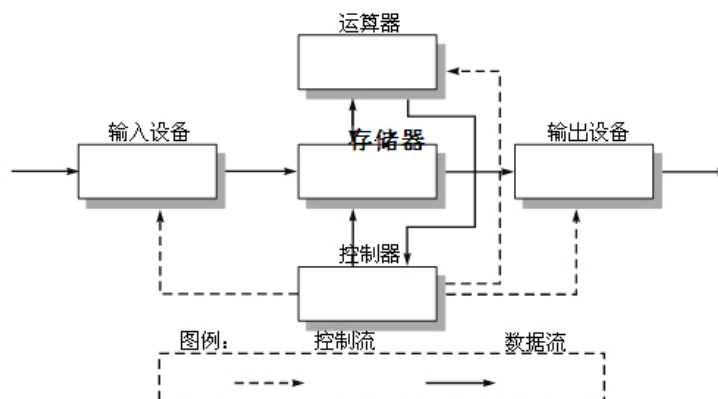 运算器
输入设备
存储器
输出设备
控制器
图例： 控制流 数据流